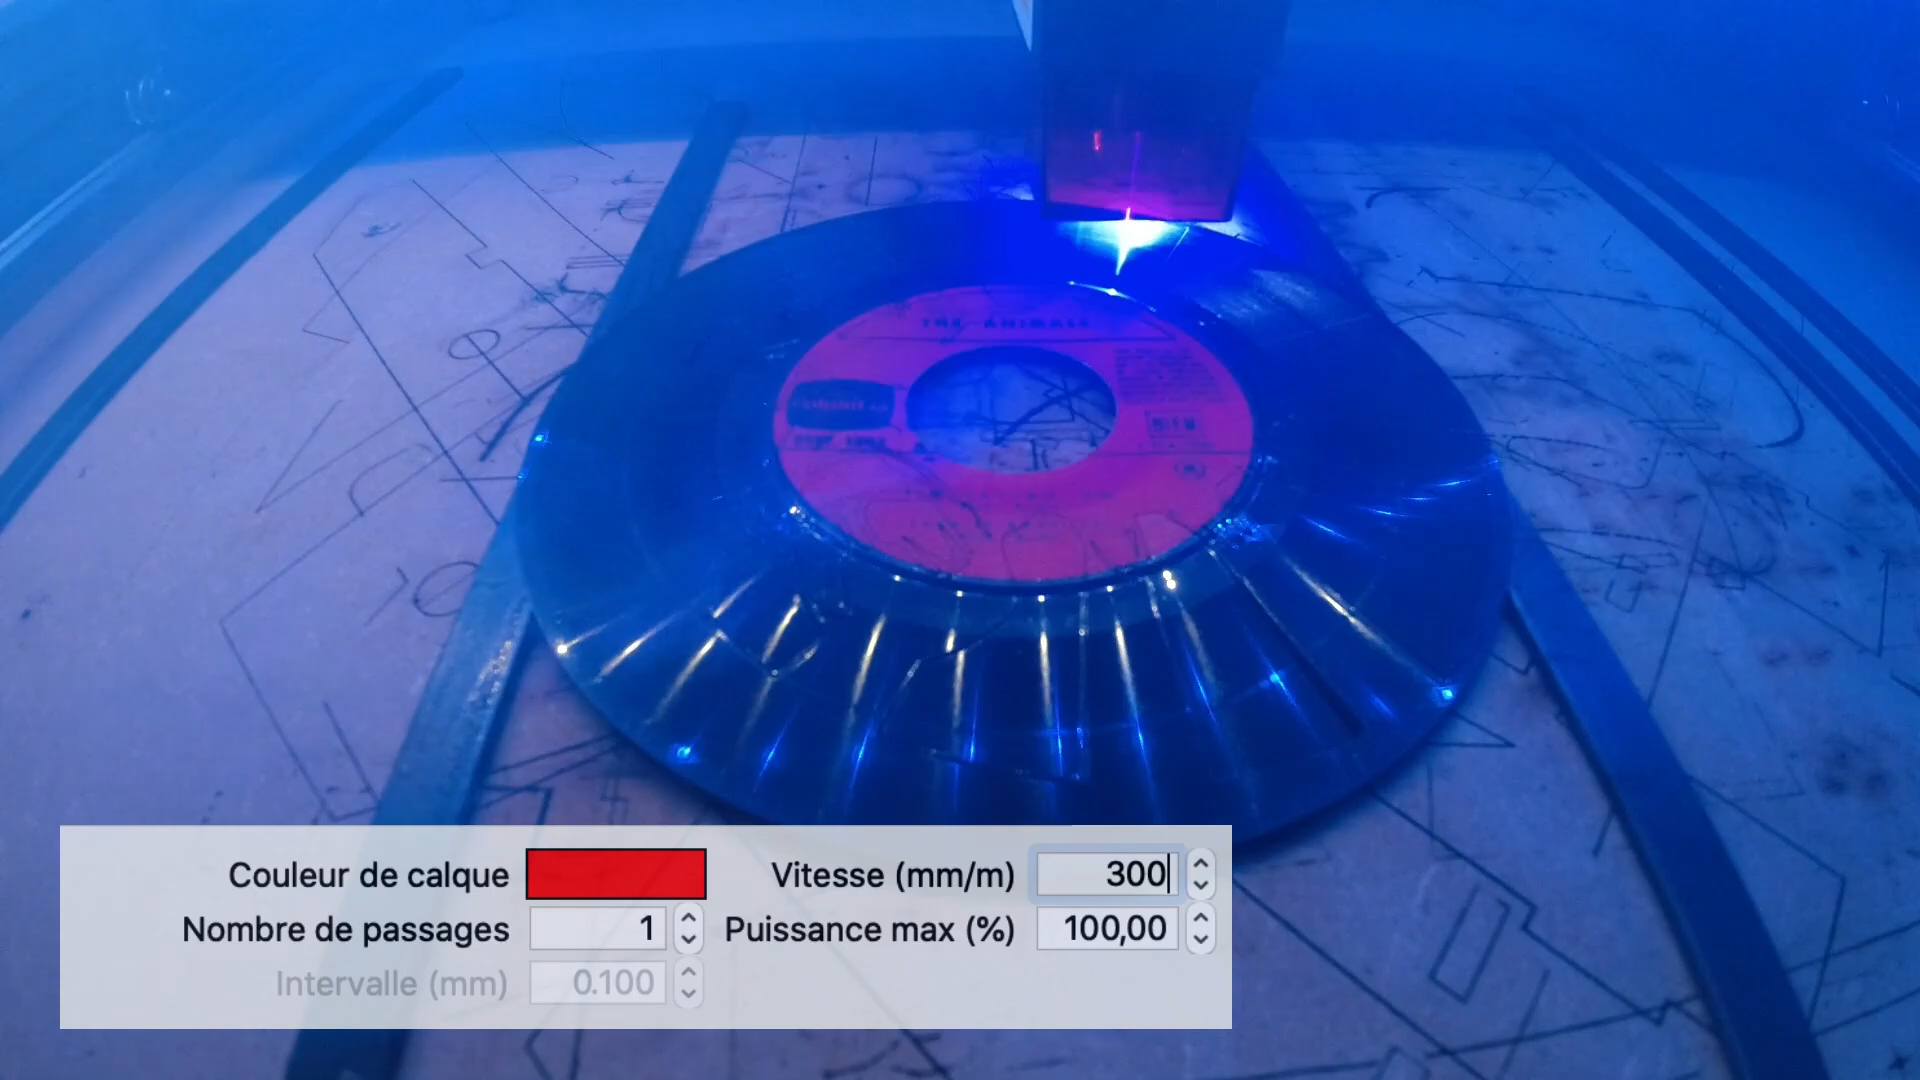 THE ANIMALS
Couleur de calque
Vitesse (mm/m) 300
Nombre de passages 1
Puissance max (%) 100,00
Intervalle (mm) 0.100